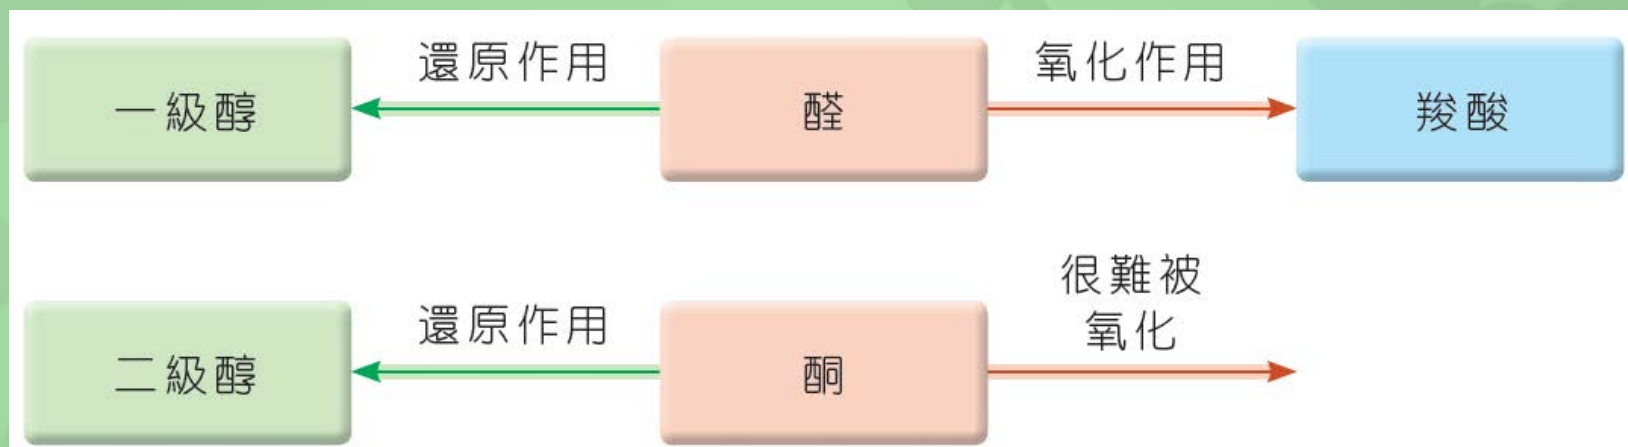 一級醇
還原作用
醛
氧化作用
羧酸
二級醇
還原作用
酮
很難被
氧化